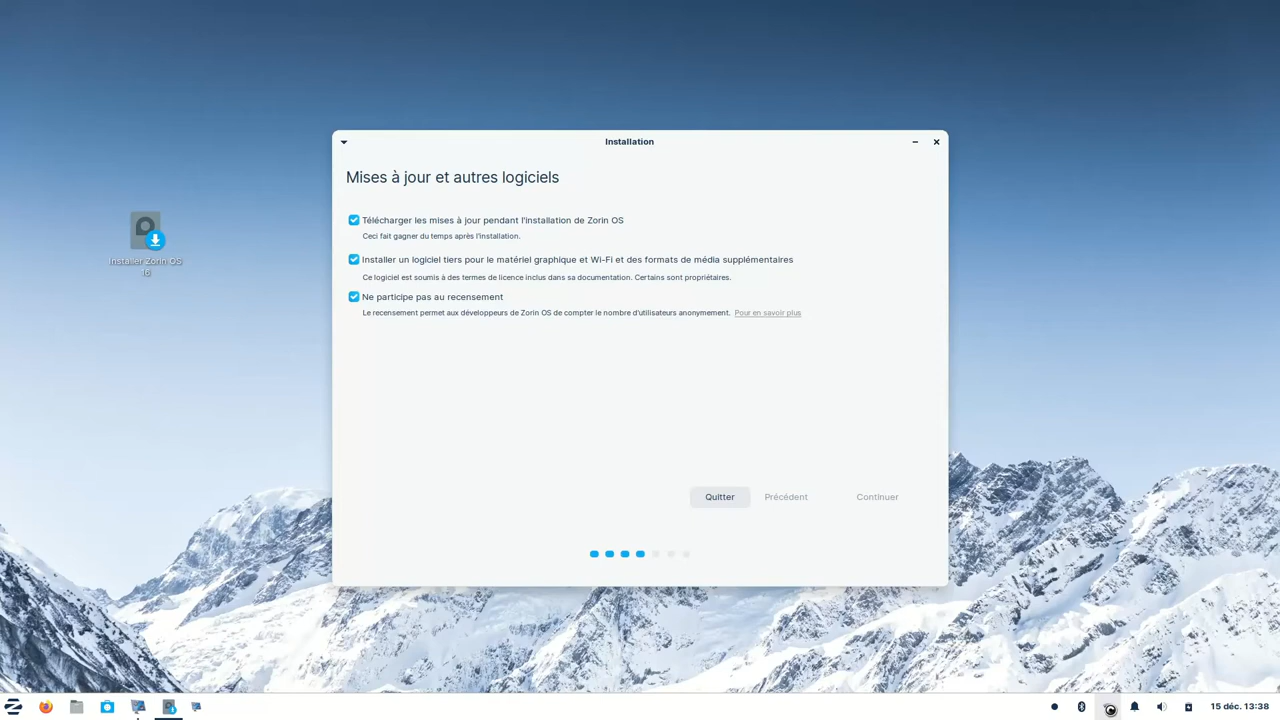 Installation
Mises à jour et autres logiciels
Télécharger les mises à jour pendant l'installation de Zorin OS
Ceci fait gagner du temps après l'installation.
Installer un logiciel tiers pour le matériel graphique et Wi-Fi et des formats de média supplémentaires
Ce logiciel est soumis à des termes de licence inclus dans sa documentation. Certains sont propriétaires.
Ne participe pas au recensement
Le recensement permet aux développeurs de Zorin OS de compter le nombre d'utilisateurs anonymement. Pour en savoir plus
Installer Zorin OS
16
Quitter Précédent Continuer
15 déc. 13:38